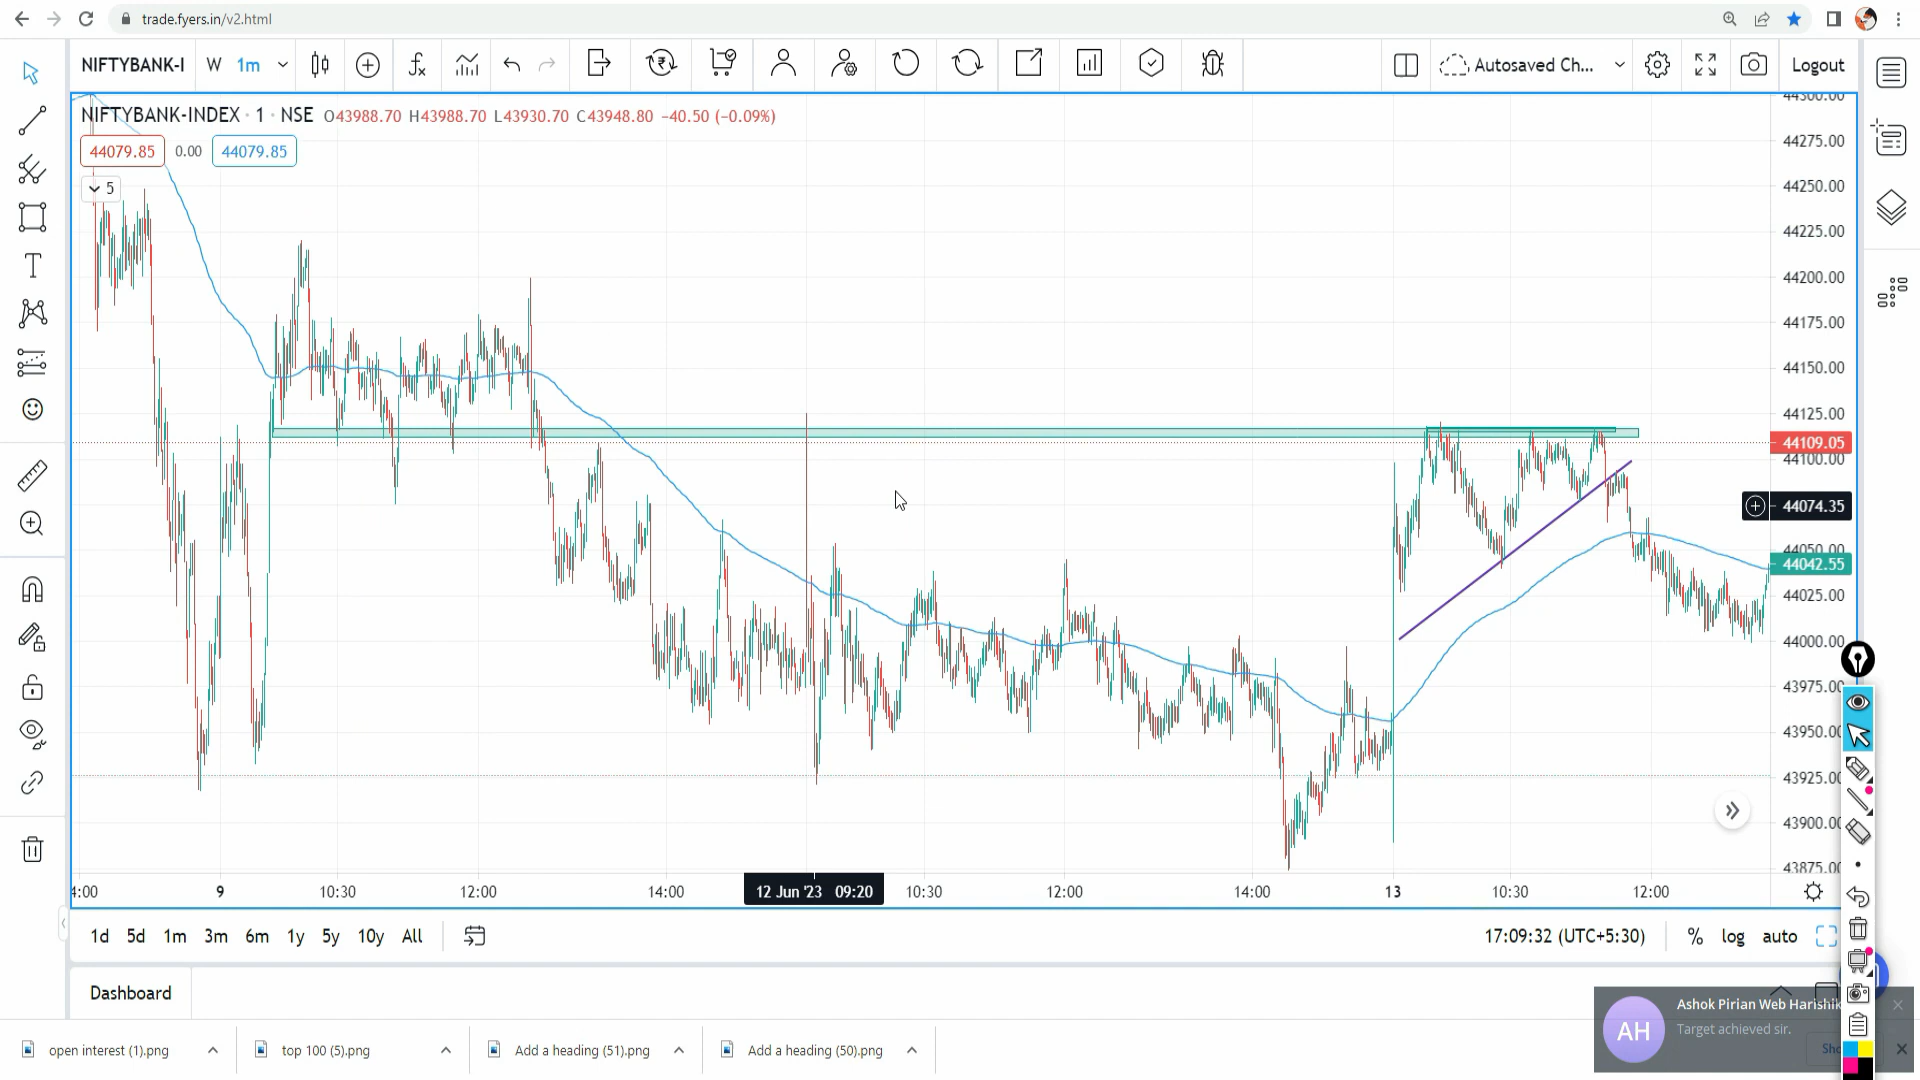 trade.fyers.in/v2.html
NIFTYBANK-I
W
1m
Autosaved Ch...
Logout
NIFTYBANK-INDEX · 1 · NSE O43988.70 H43988.70 L43930.70 C43948.80 −40.50 (−0.09%)
44079.85 0.00 44079.85
5
44300.00
44275.00
44250.00
44225.00
44200.00
44175.00
44150.00
44125.00
44109.05
44100.00
44074.35
44050.00
44042.55
44025.00
44000.00
43975.00
43950.00
43925.00
43900.00
43875.00
4:00 9 10:30 12:00 14:00 12 Jun '23 09:20 10:30 12:00 14:00 13 10:30 12:00
1d 5d 1m 3m 6m 1y 5y 10y All
17:09:32 (UTC+5:30) % log auto
Dashboard
AH
Ashok Pirian Web Harishik
Target achieved sir.
open interest (1).png
top 100 (5).png
Add a heading (51).png
Add a heading (50).png